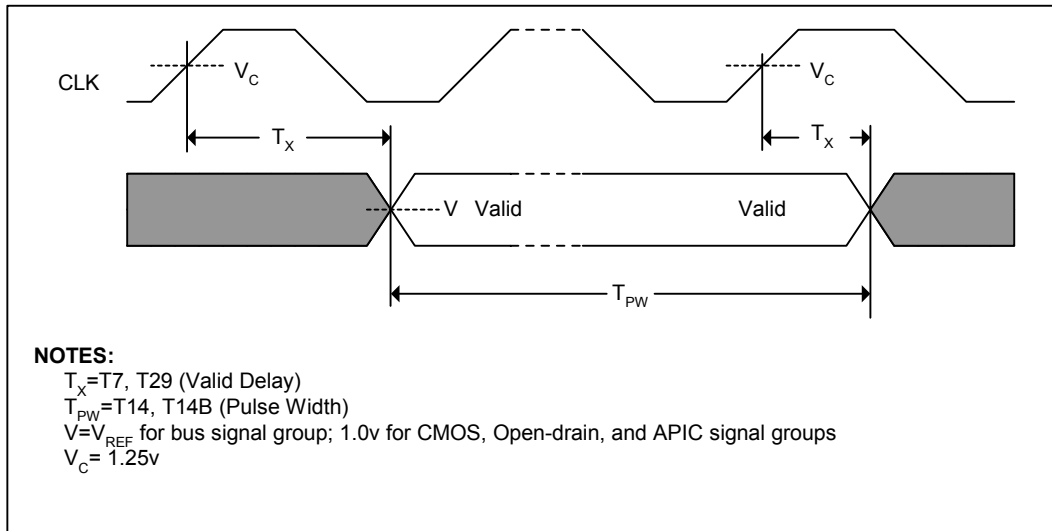 CLK
V_C
V_C
T_X
T_X
V Valid
Valid
T_PW
NOTES:
T_X=T7, T29 (Valid Delay)
T_PW=T14, T14B (Pulse Width)
V=V_REF for bus signal group; 1.0v for CMOS, Open-drain, and APIC signal groups
V_C= 1.25v